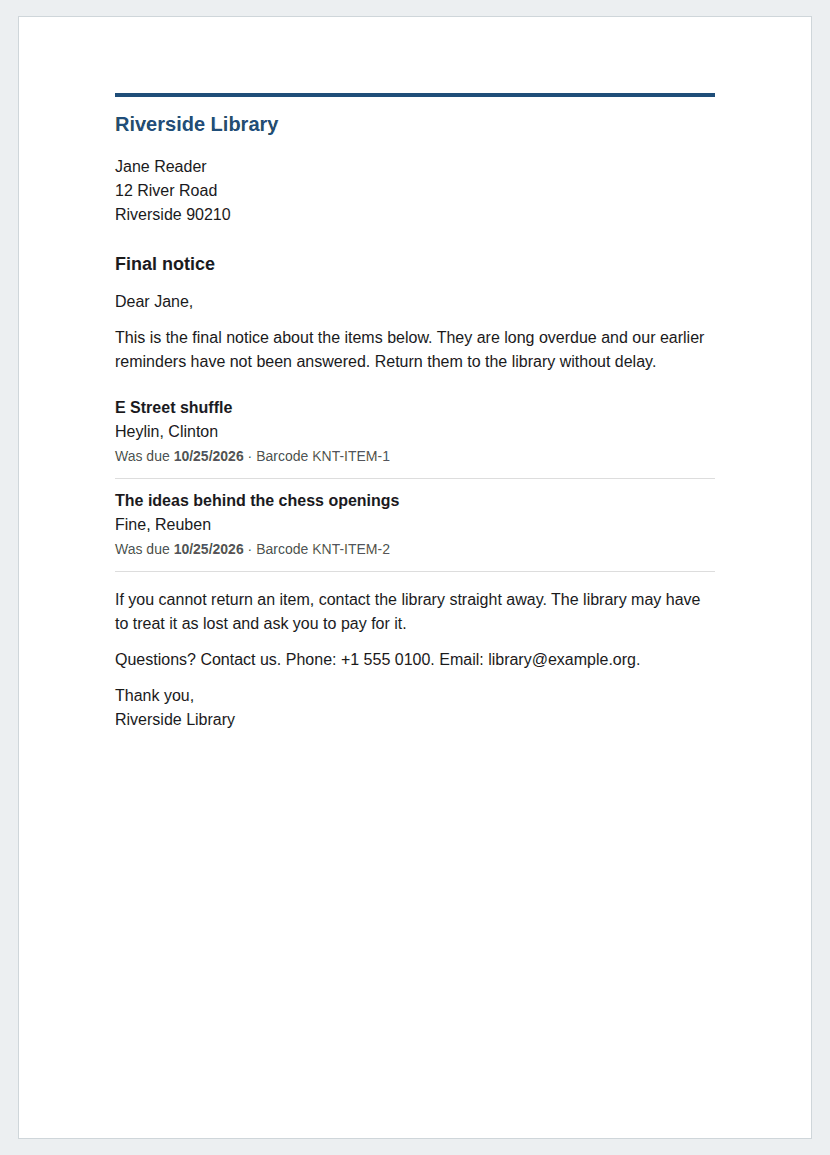 Riverside Library
Jane Reader
12 River Road
Riverside 90210
Final notice
Dear Jane,
This is the final notice about the items below. They are long overdue and our earlier
reminders have not been answered. Return them to the library without delay.
E Street shuffle
Heylin, Clinton
Was due 10/25/2026 · Barcode KNT-ITEM-1
The ideas behind the chess openings
Fine, Reuben
Was due 10/25/2026 · Barcode KNT-ITEM-2
If you cannot return an item, contact the library straight away. The library may have
to treat it as lost and ask you to pay for it.
Questions? Contact us. Phone: +1 555 0100. Email: library@example.org.
Thank you,
Riverside Library